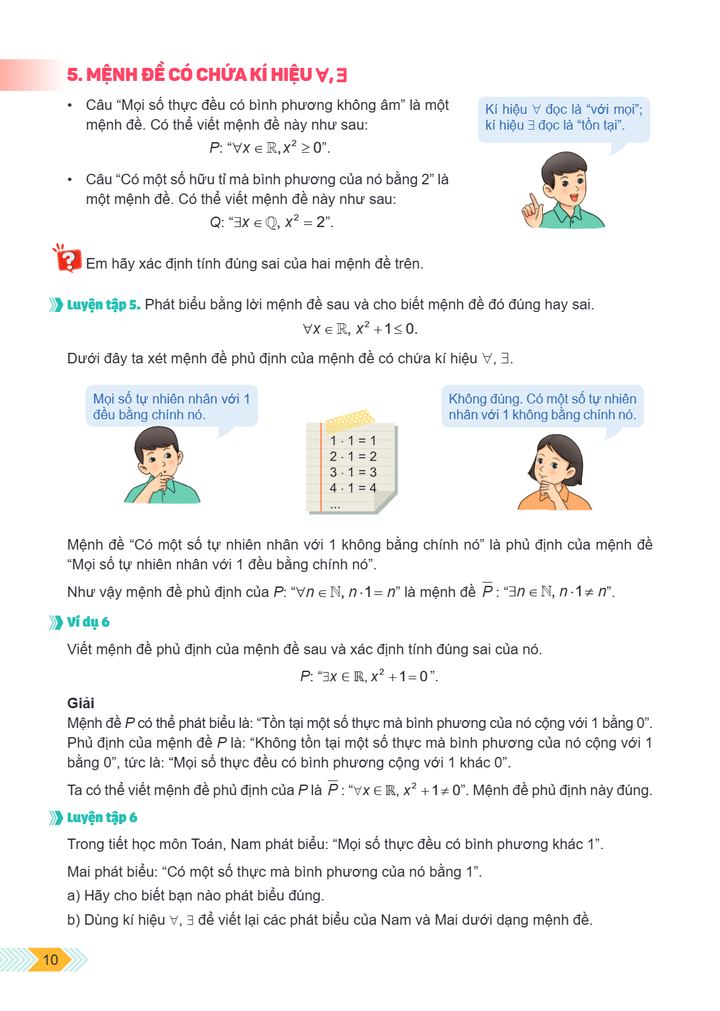 5. MỆNH ĐỀ CÓ CHỨA KÍ HIỆU ∀, ∃
• Câu “Mọi số thực đều có bình phương không âm” là một
mệnh đề. Có thể viết mệnh đề này như sau:
P: “∀x ∈ ℝ, x² ≥ 0”.
• Câu “Có một số hữu tỉ mà bình phương của nó bằng 2” là
một mệnh đề. Có thể viết mệnh đề này như sau:
Q: “∃x ∈ ℚ, x² = 2”.
Kí hiệu ∀ đọc là “với mọi”;
kí hiệu ∃ đọc là “tồn tại”.
?
Em hãy xác định tính đúng sai của hai mệnh đề trên.
Luyện tập 5. Phát biểu bằng lời mệnh đề sau và cho biết mệnh đề đó đúng hay sai.
∀x ∈ ℝ, x² + 1 ≤ 0.
Dưới đây ta xét mệnh đề phủ định của mệnh đề có chứa kí hiệu ∀, ∃.
Mọi số tự nhiên nhân với 1
đều bằng chính nó.
1 · 1 = 1
2 · 1 = 2
3 · 1 = 3
4 · 1 = 4
...
Không đúng. Có một số tự nhiên
nhân với 1 không bằng chính nó.
Mệnh đề “Có một số tự nhiên nhân với 1 không bằng chính nó” là phủ định của mệnh đề
“Mọi số tự nhiên nhân với 1 đều bằng chính nó”.
Như vậy mệnh đề phủ định của P: “∀n ∈ ℕ, n · 1 = n” là mệnh đề P̅ : “∃n ∈ ℕ, n · 1 ≠ n”.
Ví dụ 6
Viết mệnh đề phủ định của mệnh đề sau và xác định tính đúng sai của nó.
P: “∃x ∈ ℝ, x² + 1 = 0”.
Giải
Mệnh đề P có thể phát biểu là: “Tồn tại một số thực mà bình phương của nó cộng với 1 bằng 0”.
Phủ định của mệnh đề P là: “Không tồn tại một số thực mà bình phương của nó cộng với 1
bằng 0”, tức là: “Mọi số thực đều có bình phương cộng với 1 khác 0”.
Ta có thể viết mệnh đề phủ định của P là P̅ : “∀x ∈ ℝ, x² + 1 ≠ 0”. Mệnh đề phủ định này đúng.
Luyện tập 6
Trong tiết học môn Toán, Nam phát biểu: “Mọi số thực đều có bình phương khác 1”.
Mai phát biểu: “Có một số thực mà bình phương của nó bằng 1”.
a) Hãy cho biết bạn nào phát biểu đúng.
b) Dùng kí hiệu ∀, ∃ để viết lại các phát biểu của Nam và Mai dưới dạng mệnh đề.
10